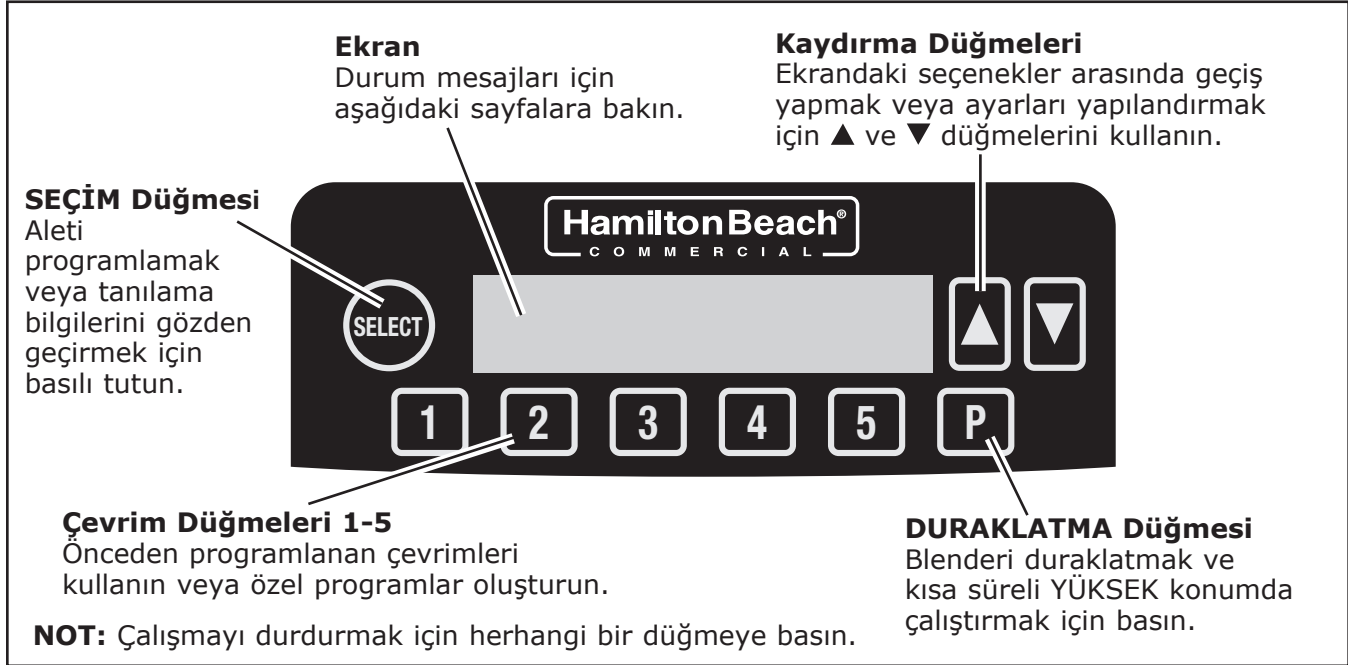 Ekran
Durum mesajları için
aşağıdaki sayfalara bakın.
Kaydırma Düğmeleri
Ekrandaki seçenekler arasında geçiş
yapmak veya ayarları yapılandırmak
için ▲ ve ▼ düğmelerini kullanın.
SEÇİM Düğmesi
Aleti
programlamak
veya tanılama
bilgilerini gözden
geçirmek için
basılı tutun.
Hamilton Beach®
COMMERCIAL
SELECT
▲ ▼
1 2 3 4 5 P
Çevrim Düğmeleri 1-5
Önceden programlanan çevrimleri
kullanın veya özel programlar oluşturun.
DURAKLATMA Düğmesi
Blenderi duraklatmak ve
kısa süreli YÜKSEK konumda
çalıştırmak için basın.
NOT: Çalışmayı durdurmak için herhangi bir düğmeye basın.